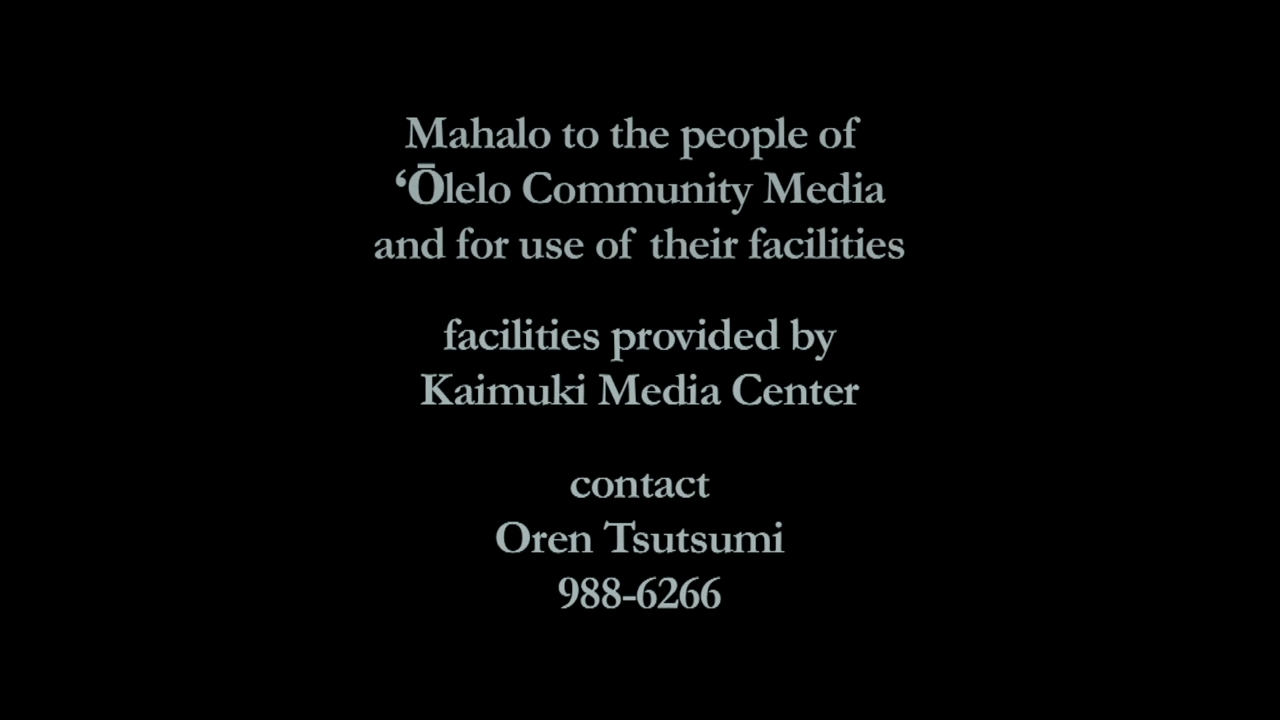 Mahalo to the people of
‘Ōlelo Community Media
and for use of their facilities
facilities provided by
Kaimuki Media Center
contact
Oren Tsutsumi
988-6266